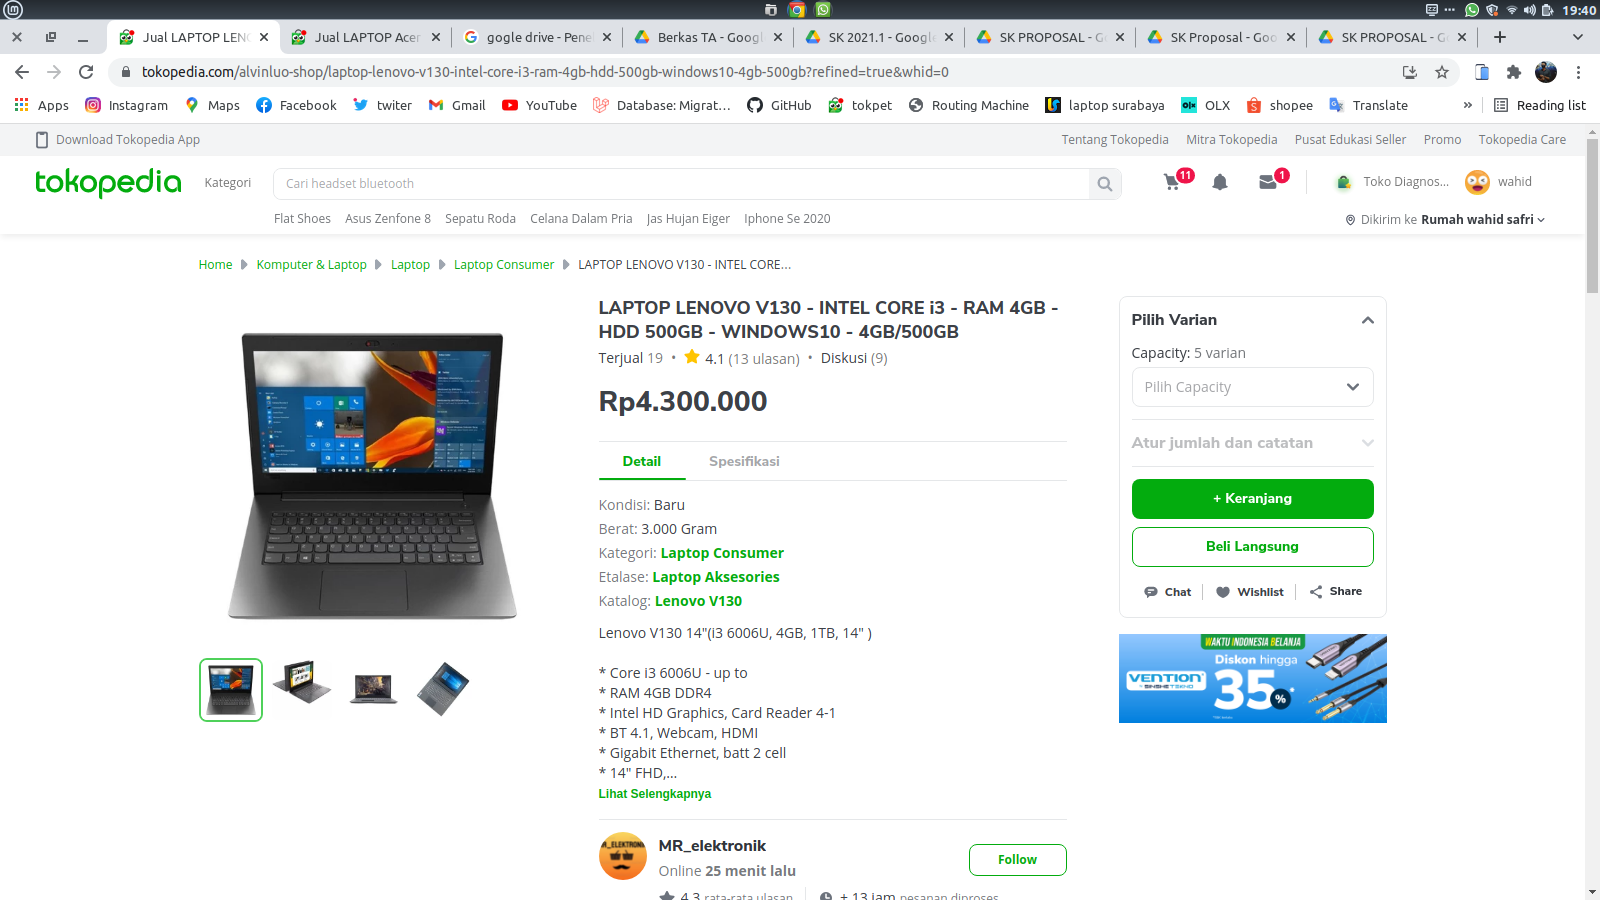 19:40
Jual LAPTOP LEN
Jual LAPTOP Acer
gogle drive - Penel
Berkas TA - Googl
SK 2021.1 - Google
SK PROPOSAL - G
SK Proposal - Goo
SK PROPOSAL - G
tokopedia.com/alvinluo-shop/laptop-lenovo-v130-intel-core-i3-ram-4gb-hdd-500gb-windows10-4gb-500gb?refined=true&whid=0
Apps Instagram Maps Facebook twiter Gmail YouTube Database: Migrat... GitHub tokpet Routing Machine laptop surabaya OLX shopee Translate » Reading list
Download Tokopedia App Tentang Tokopedia Mitra Tokopedia Pusat Edukasi Seller Promo Tokopedia Care
tokopedia Kategori Cari headset bluetooth 11 1 Toko Diagnos... wahid
Flat Shoes Asus Zenfone 8 Sepatu Roda Celana Dalam Pria Jas Hujan Eiger Iphone Se 2020 Dikirim ke Rumah wahid safri
Home Komputer & Laptop Laptop Laptop Consumer LAPTOP LENOVO V130 - INTEL CORE...
LAPTOP LENOVO V130 - INTEL CORE i3 - RAM 4GB -
HDD 500GB - WINDOWS10 - 4GB/500GB
Terjual 19 • 4.1 (13 ulasan) • Diskusi (9)
Rp4.300.000
Detail Spesifikasi
Kondisi: Baru
Berat: 3.000 Gram
Kategori: Laptop Consumer
Etalase: Laptop Aksesories
Katalog: Lenovo V130
Lenovo V130 14"(i3 6006U, 4GB, 1TB, 14" )
* Core i3 6006U - up to
* RAM 4GB DDR4
* Intel HD Graphics, Card Reader 4-1
* BT 4.1, Webcam, HDMI
* Gigabit Ethernet, batt 2 cell
* 14" FHD,...
Lihat Selengkapnya
MR_elektronik
Online 25 menit lalu
Follow
4.3 rata-rata ulasan ± 13 jam pesanan diproses
Pilih Varian
Capacity: 5 varian
Pilih Capacity
Atur jumlah dan catatan
+ Keranjang
Beli Langsung
Chat Wishlist Share
WAKTU INDONESIA BELANJA
Diskon hingga
VENTION
35%